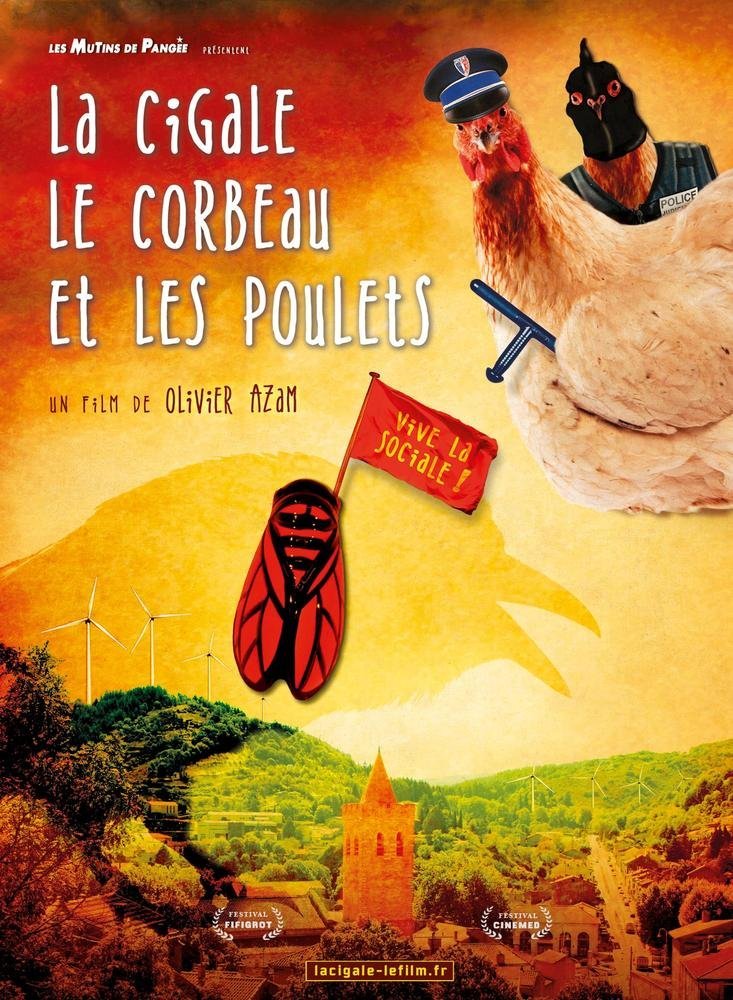 LES MUTINS DE PANGÉE PRÉSENTENT
La Cigale
Le Corbeau
et Les Poulets
UN FILM DE OLIVIER AZAM
VIVE LA
SOCIALE !
POLICE
FESTIVAL
FIFIGROT
FESTIVAL
CINEMED
lacigale-lefilm.fr